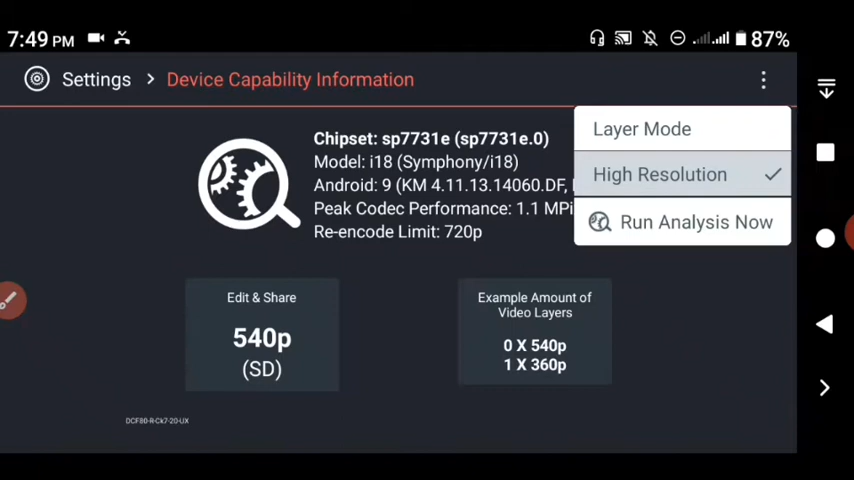 7:49 PM
87%
Settings > Device Capability Information
Layer Mode
High Resolution
Run Analysis Now
Chipset: sp7731e (sp7731e.0)
Model: i18 (Symphony/i18)
Android: 9 (KM 4.11.13.14060.DF,
Peak Codec Performance: 1.1 MPi
Re-encode Limit: 720p
Edit & Share
540p
(SD)
Example Amount of
Video Layers
0 X 540p
1 X 360p
DCF80-R-Ck7-20-UX